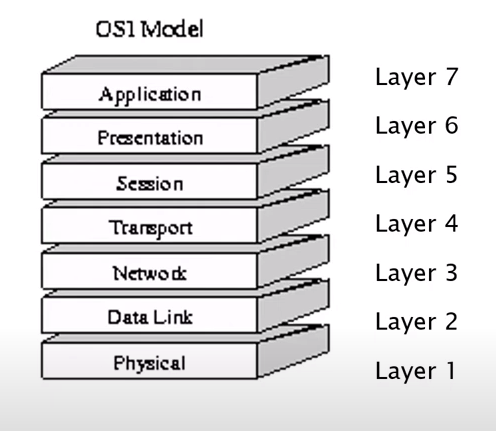 OSI Model
Application Layer 7
Presentation Layer 6
Session Layer 5
Transport Layer 4
Network Layer 3
Data Link Layer 2
Physical Layer 1